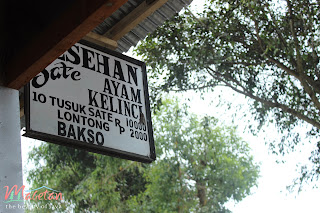 SEHAN
Sate AYAM
KELINCI
10 TUSUK SATE Rp 10000
LONTONG Rp 2000
BAKSO